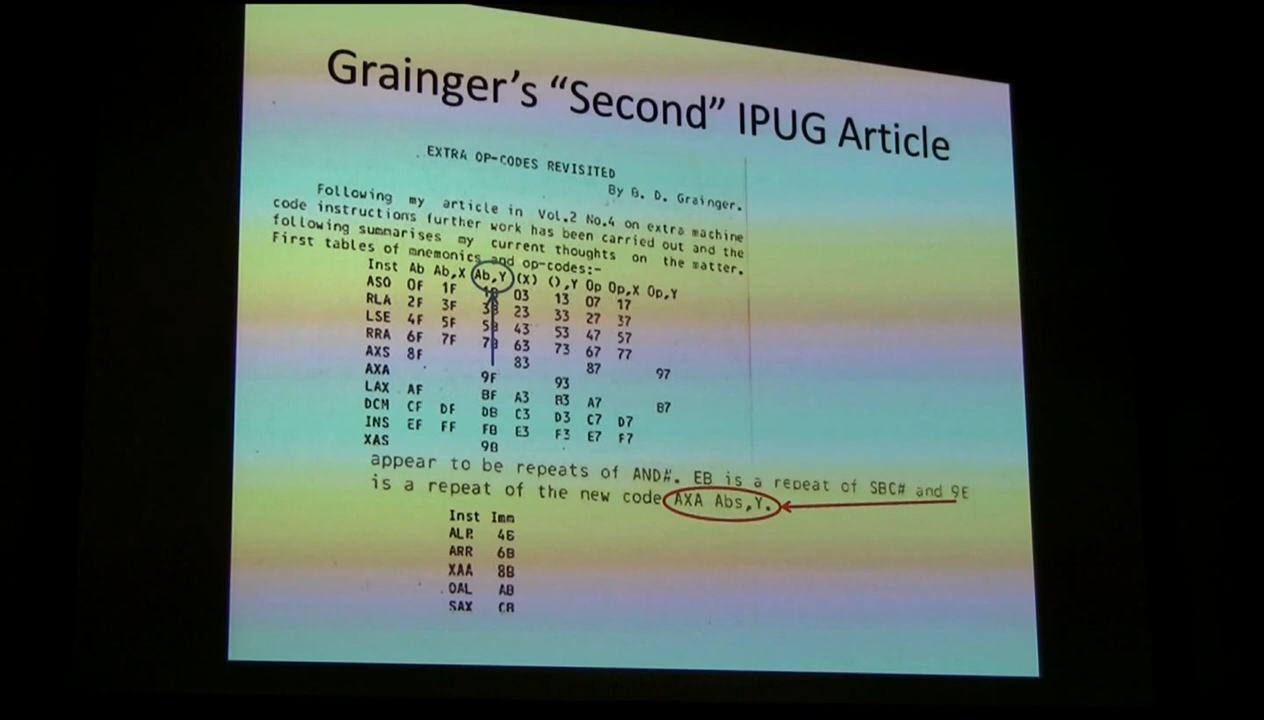 Grainger's “Second” IPUG Article
EXTRA OP-CODES REVISITED
By B. D. Grainger.
Following my article in Vol.2 No.4 on extra machine
code instructions further work has been carried out and the
following summarises my current thoughts on the matter.
First tables of mnemonics and op-codes:-
Inst Ab Ab,X Ab,Y (X) (),Y Op Op,X Op,Y
ASO 0F 1F 03 13 07 17
RLA 2F 3F 3B 23 33 27 37
LSE 4F 5F 5B 43 53 47 57
RRA 6F 7F 7B 63 73 67 77
AXS 8F 83 87 97
AXA 9F 93
LAX AF BF A3 B3 A7 B7
DCM CF DF DB C3 D3 C7 D7
INS EF FF FB E3 F3 E7 F7
XAS 9B
appear to be repeats of AND#. EB is a repeat of SBC# and 9E
is a repeat of the new code AXA Abs,Y.
Inst Imm
ALR
ARR 6B
XAA 8B
OAL AB
SAX CB